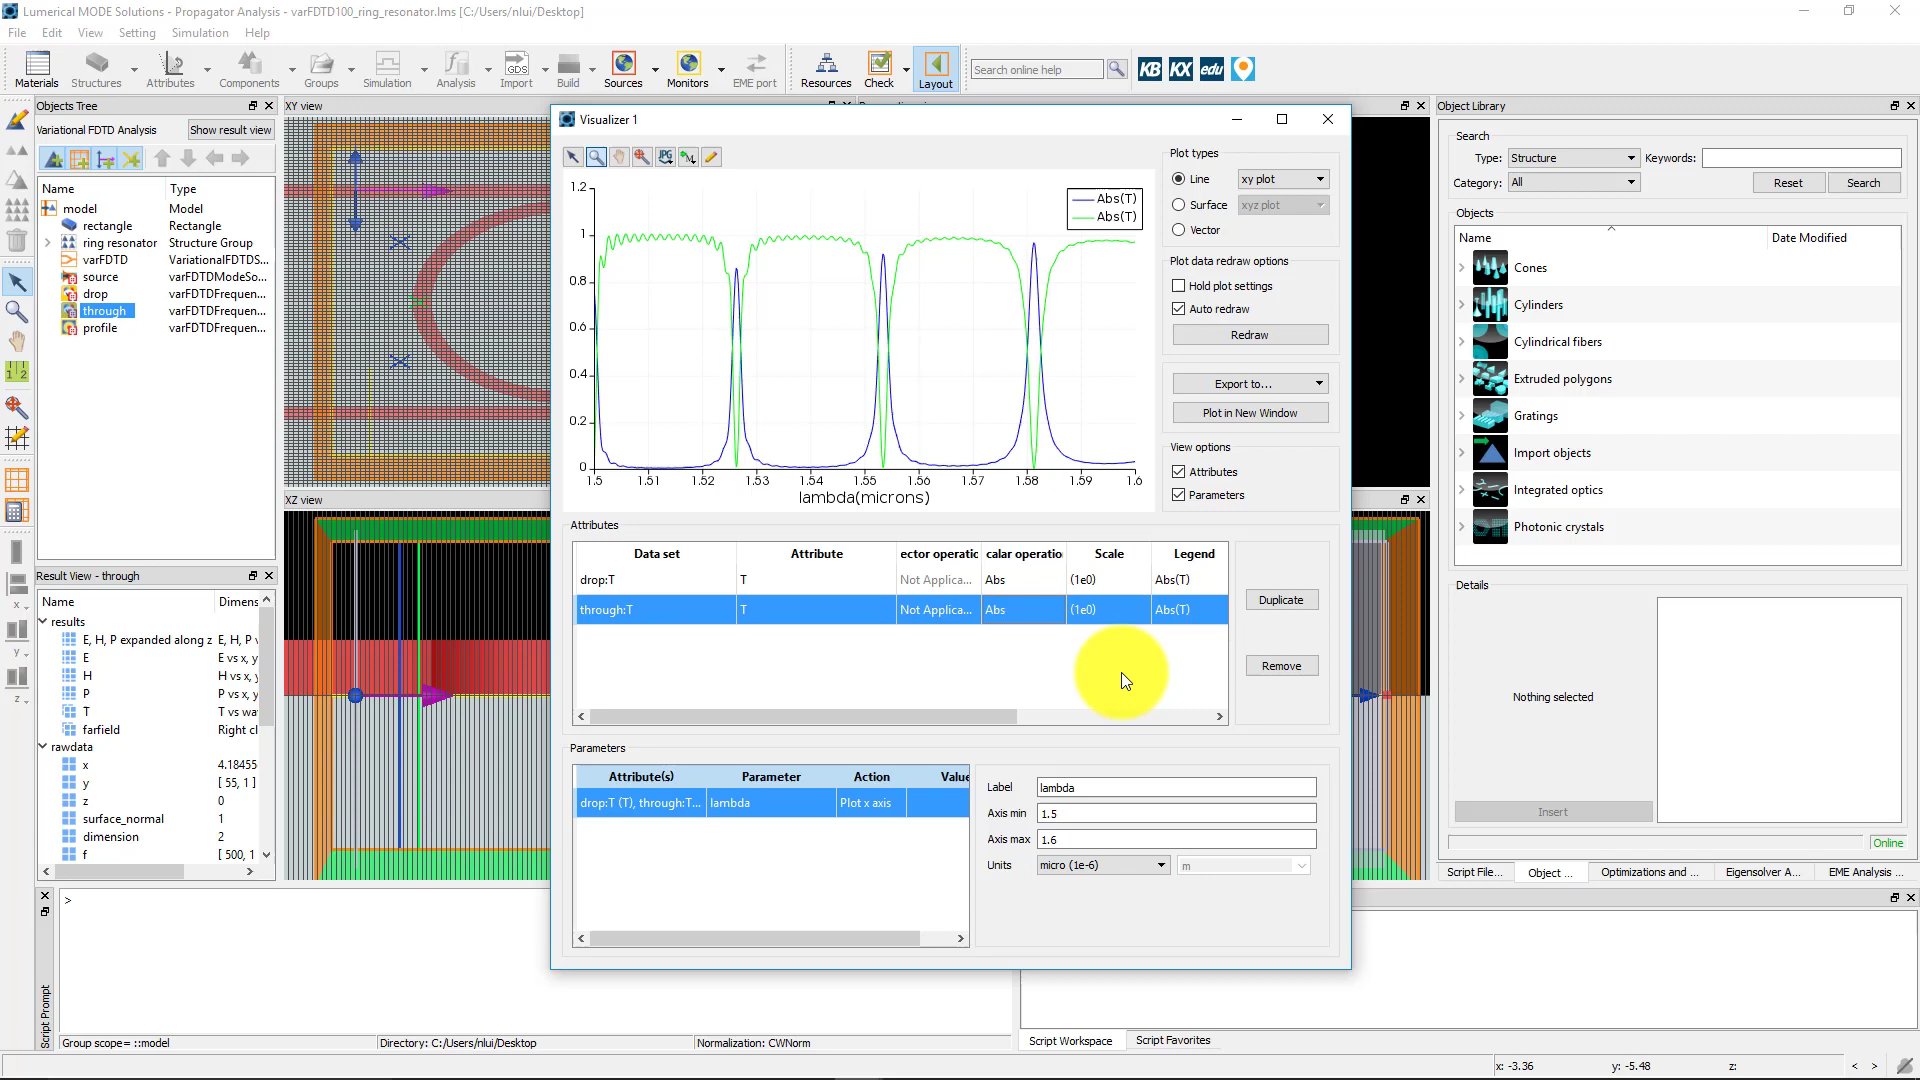 Lumerical MODE Solutions - Propagator Analysis - varFDTD100_ring_resonator.lms [C:/Users/nlui/Desktop]
File Edit View Setting Simulation Help
Materials Structures Attributes Components Groups Simulation Analysis Import Build Sources Monitors EME port Resources Check Layout
GDS
Search online help
KB KX edu
Objects Tree
Variational FDTD Analysis
Show result view
Name Type
model Model
rectangle Rectangle
ring resonator Structure Group
varFDTD VariationalFDTDS...
source varFDTDModeSo...
drop varFDTDFrequen...
through varFDTDFrequen...
profile varFDTDFrequen...
Result View - through
Name Dimens
results
E, H, P expanded along z E, H, P v
E E vs x, y
H H vs x, y
P P vs x, y
T T vs wa
farfield Right cl
rawdata
x 4.18455
y [ 55, 1 ]
z 0
surface_normal 1
dimension 2
f [ 500, 1
XY view
XZ view
Visualizer 1
JPG
1.2
1
0.8
0.6
0.4
0.2
0
1.5 1.51 1.52 1.53 1.54 1.55 1.56 1.57 1.58 1.59 1.6
lambda(microns)
Abs(T)
Abs(T)
Plot types
Line xy plot
Surface xyz plot
Vector
Plot data redraw options
Hold plot settings
Auto redraw
Redraw
Export to...
Plot in New Window
View options
Attributes
Parameters
Attributes
Data set Attribute ector operatic calar operatio Scale Legend
drop:T T Not Applica... Abs (1e0) Abs(T)
through:T T Not Applica... Abs (1e0) Abs(T)
Duplicate
Remove
Parameters
Attribute(s) Parameter Action Value
drop:T (T), through:T... lambda Plot x axis
Label lambda
Axis min 1.5
Axis max 1.6
Units micro (1e-6) m
Object Library
Search
Type: Structure Keywords:
Category: All Reset Search
Objects
Name Date Modified
Cones
Cylinders
Cylindrical fibers
Extruded polygons
Gratings
Import objects
Integrated optics
Photonic crystals
Details
Nothing selected
Insert
Online
Script File... Object ... Optimizations and ... Eigensolver A... EME Analysis ...
Script Prompt
>
Group scope= ::model Directory: C:/Users/nlui/Desktop Normalization: CWNorm
Script Workspace Script Favorites
x: -3.36 y: -5.48 z: